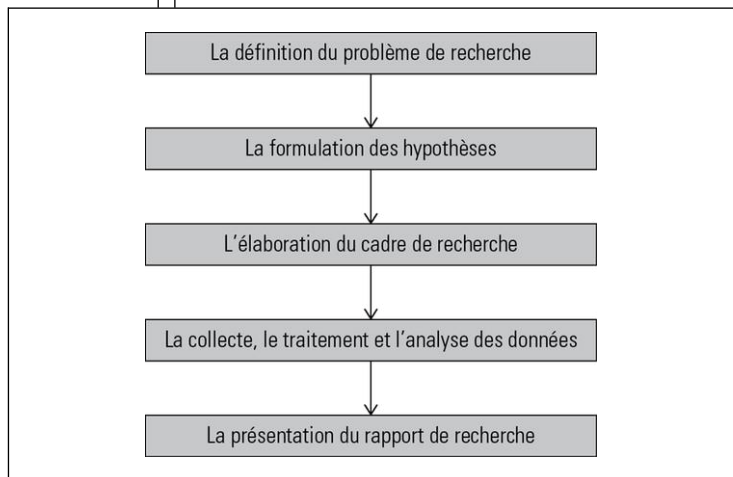 La définition du problème de recherche
La formulation des hypothèses
L'élaboration du cadre de recherche
La collecte, le traitement et l'analyse des données
La présentation du rapport de recherche